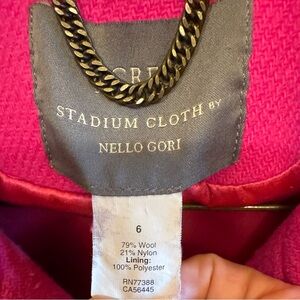 STADIUM CLOTH BY
NELLO GORI
6
79% Wool
21% Nylon
Lining:
100% Polyester
RN77388
CA56445